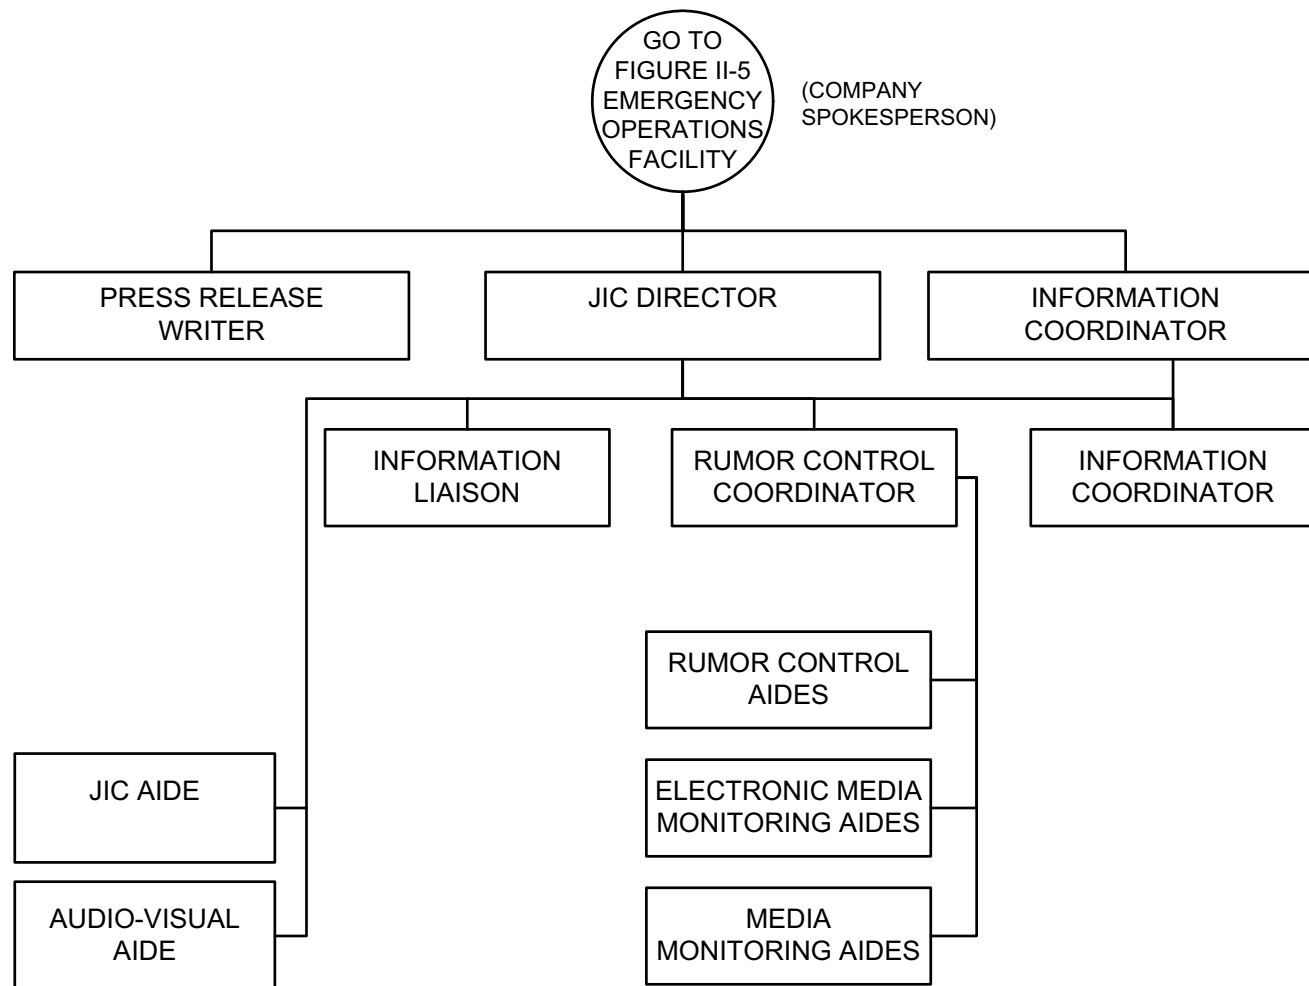 GO TO
FIGURE II-5
EMERGENCY
OPERATIONS
FACILITY
(COMPANY
SPOKESPERSON)
PRESS RELEASE
WRITER
JIC DIRECTOR
INFORMATION
COORDINATOR
INFORMATION
LIAISON
RUMOR CONTROL
COORDINATOR
INFORMATION
COORDINATOR
RUMOR CONTROL
AIDES
JIC AIDE
ELECTRONIC MEDIA
MONITORING AIDES
AUDIO-VISUAL
AIDE
MEDIA
MONITORING AIDES